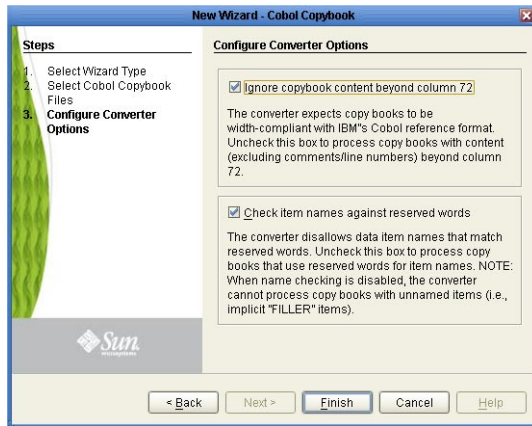 New Wizard - Cobol Copybook
Steps
1. Select Wizard Type
2. Select Cobol Copybook
Files
3. Configure Converter
Options
Configure Converter Options
Ignore copybook content beyond column 72
The converter expects copy books to be
width-compliant with IBM"s Cobol reference format.
Uncheck this box to process copy books with content
(excluding comments/line numbers) beyond column
72.
Check item names against reserved words
The converter disallows data item names that match
reserved words. Uncheck this box to process copy
books that use reserved words for item names. NOTE:
When name checking is disabled, the converter
cannot process copy books with unnamed items (i.e.,
implicit "FILLER" items).
Sun
microsystems
< Back
Next >
Finish
Cancel
Help